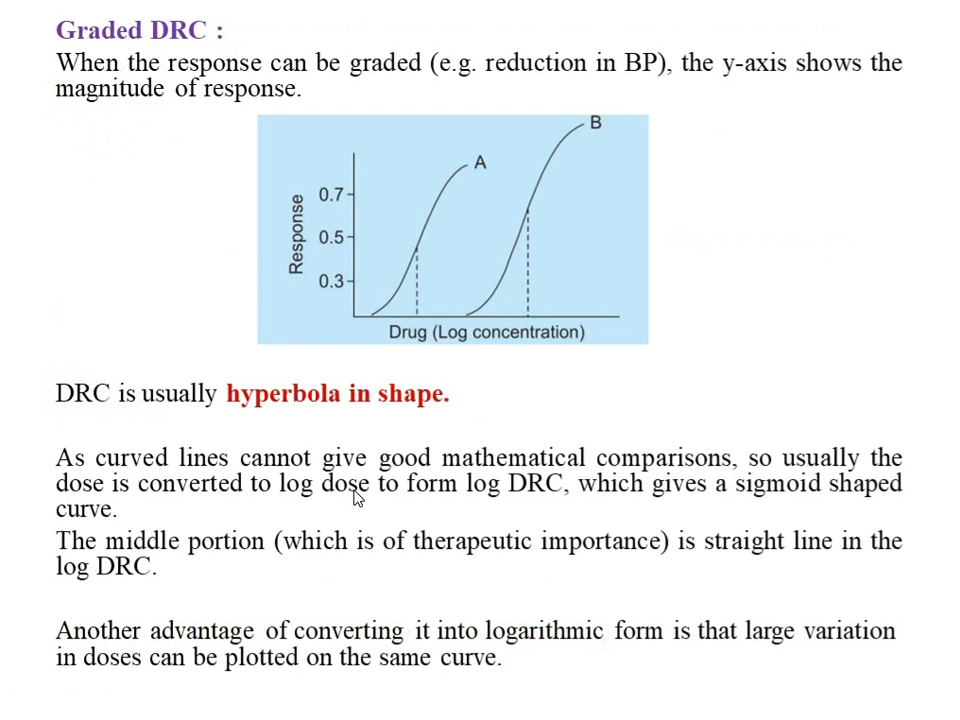 Graded DRC :
When the response can be graded (e.g. reduction in BP), the y-axis shows the
magnitude of response.
B
A
0.7
0.5
0.3
Response
Drug (Log concentration)
DRC is usually hyperbola in shape.
As curved lines cannot give good mathematical comparisons, so usually the
dose is converted to log dose to form log DRC, which gives a sigmoid shaped
curve.
The middle portion (which is of therapeutic importance) is straight line in the
log DRC.
Another advantage of converting it into logarithmic form is that large variation
in doses can be plotted on the same curve.